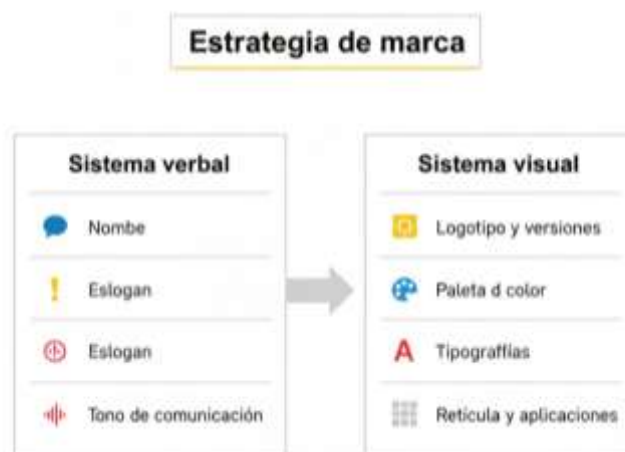 Estrategia de marca
Sistema verbal
Nombe
Eslogan
Eslogan
Tono de comunicación
Sistema visual
Logotipo y versiones
Paleta d color
Tipograffías
Retícula y aplicaciones